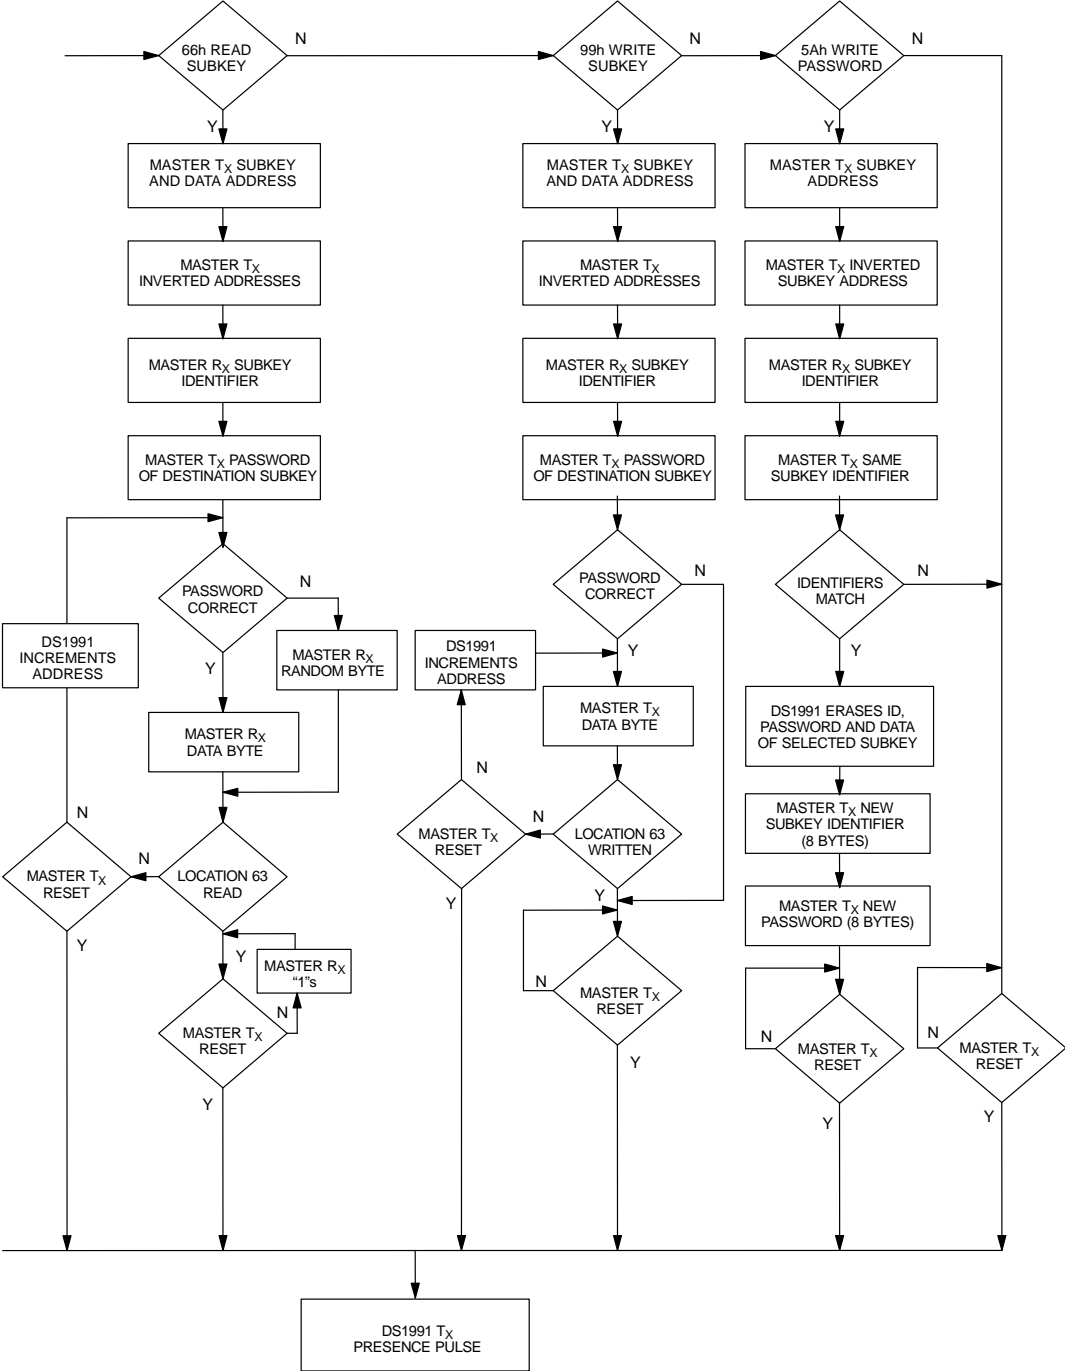 66h READ
SUBKEY
N
99h WRITE
SUBKEY
N
5Ah WRITE
PASSWORD
N
Y
Y
Y
MASTER TX SUBKEY
AND DATA ADDRESS
MASTER TX SUBKEY
AND DATA ADDRESS
MASTER TX SUBKEY
ADDRESS
MASTER TX
INVERTED ADDRESSES
MASTER TX
INVERTED ADDRESSES
MASTER TX INVERTED
SUBKEY ADDRESS
MASTER RX SUBKEY
IDENTIFIER
MASTER RX SUBKEY
IDENTIFIER
MASTER RX SUBKEY
IDENTIFIER
MASTER TX PASSWORD
OF DESTINATION SUBKEY
MASTER TX PASSWORD
OF DESTINATION SUBKEY
MASTER TX SAME
SUBKEY IDENTIFIER
PASSWORD
CORRECT
N
PASSWORD
CORRECT
N
IDENTIFIERS
MATCH
N
DS1991
INCREMENTS
ADDRESS
Y
MASTER RX
RANDOM BYTE
DS1991
INCREMENTS
ADDRESS
Y
Y
MASTER RX
DATA BYTE
MASTER TX
DATA BYTE
DS1991 ERASES ID,
PASSWORD AND DATA
OF SELECTED SUBKEY
N
N
MASTER TX
RESET
N
LOCATION 63
READ
MASTER TX
RESET
N
LOCATION 63
WRITTEN
MASTER TX NEW
SUBKEY IDENTIFIER
(8 BYTES)
Y
Y
MASTER RX
“1”s
N
MASTER TX
RESET
Y
Y
Y
N
MASTER TX
RESET
Y
MASTER TX NEW
PASSWORD (8 BYTES)
N
MASTER TX
RESET
Y
N
MASTER TX
RESET
Y
DS1991 TX
PRESENCE PULSE